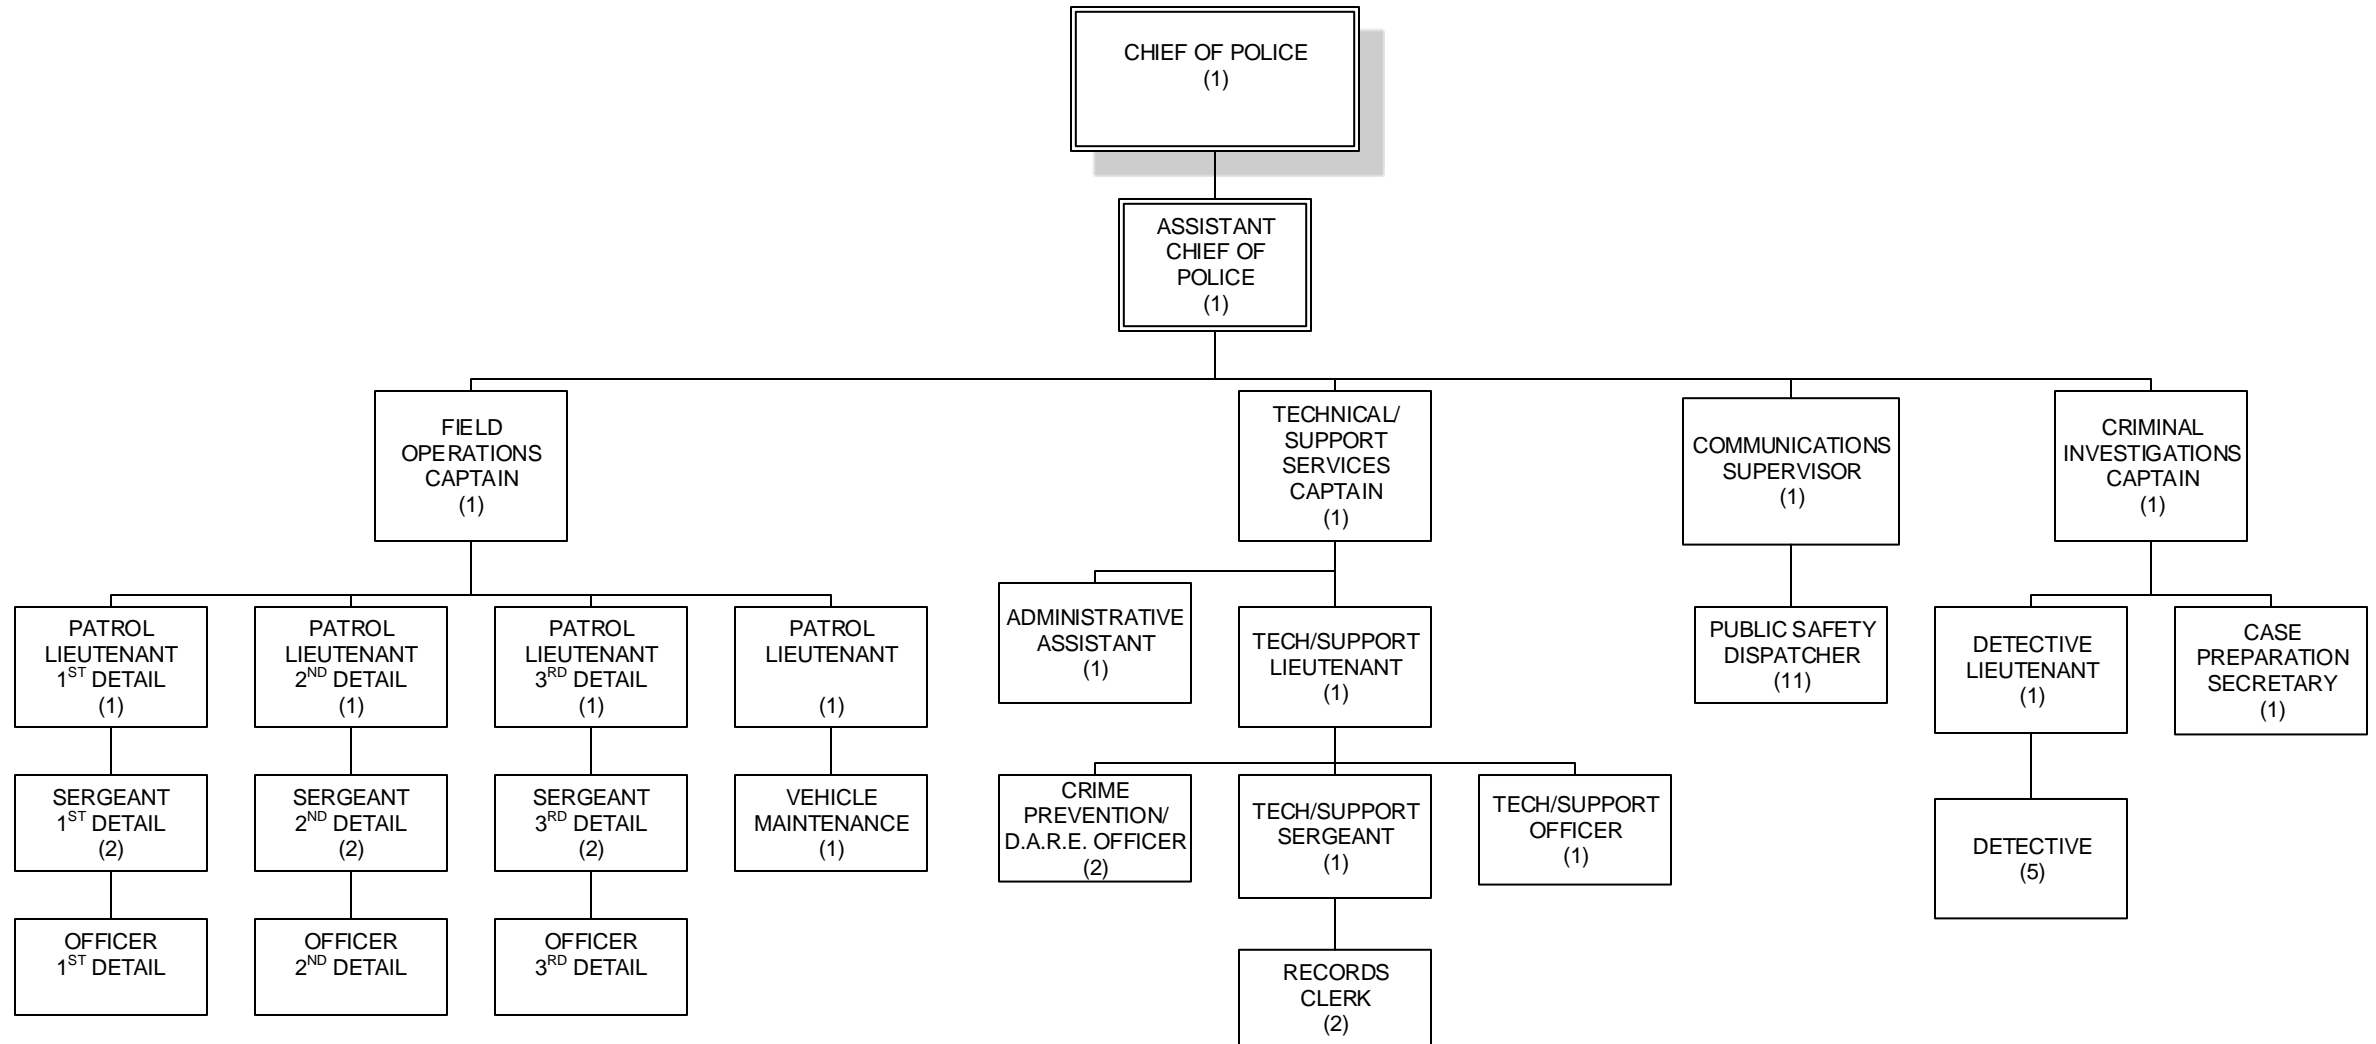 CHIEF OF POLICE
(1)
ASSISTANT
CHIEF OF
POLICE
(1)
FIELD
OPERATIONS
CAPTAIN
(1)
TECHNICAL/
SUPPORT
SERVICES
CAPTAIN
(1)
COMMUNICATIONS
SUPERVISOR
(1)
CRIMINAL
INVESTIGATIONS
CAPTAIN
(1)
PATROL
LIEUTENANT
1ST DETAIL
(1)
PATROL
LIEUTENANT
2ND DETAIL
(1)
PATROL
LIEUTENANT
3RD DETAIL
(1)
PATROL
LIEUTENANT
(1)
ADMINISTRATIVE
ASSISTANT
(1)
TECH/SUPPORT
LIEUTENANT
(1)
PUBLIC SAFETY
DISPATCHER
(11)
DETECTIVE
LIEUTENANT
(1)
CASE
PREPARATION
SECRETARY
(1)
SERGEANT
1ST DETAIL
(2)
SERGEANT
2ND DETAIL
(2)
SERGEANT
3RD DETAIL
(2)
VEHICLE
MAINTENANCE
(1)
CRIME
PREVENTION/
D.A.R.E. OFFICER
(2)
TECH/SUPPORT
SERGEANT
(1)
TECH/SUPPORT
OFFICER
(1)
DETECTIVE
(5)
OFFICER
1ST DETAIL
OFFICER
2ND DETAIL
OFFICER
3RD DETAIL
RECORDS
CLERK
(2)